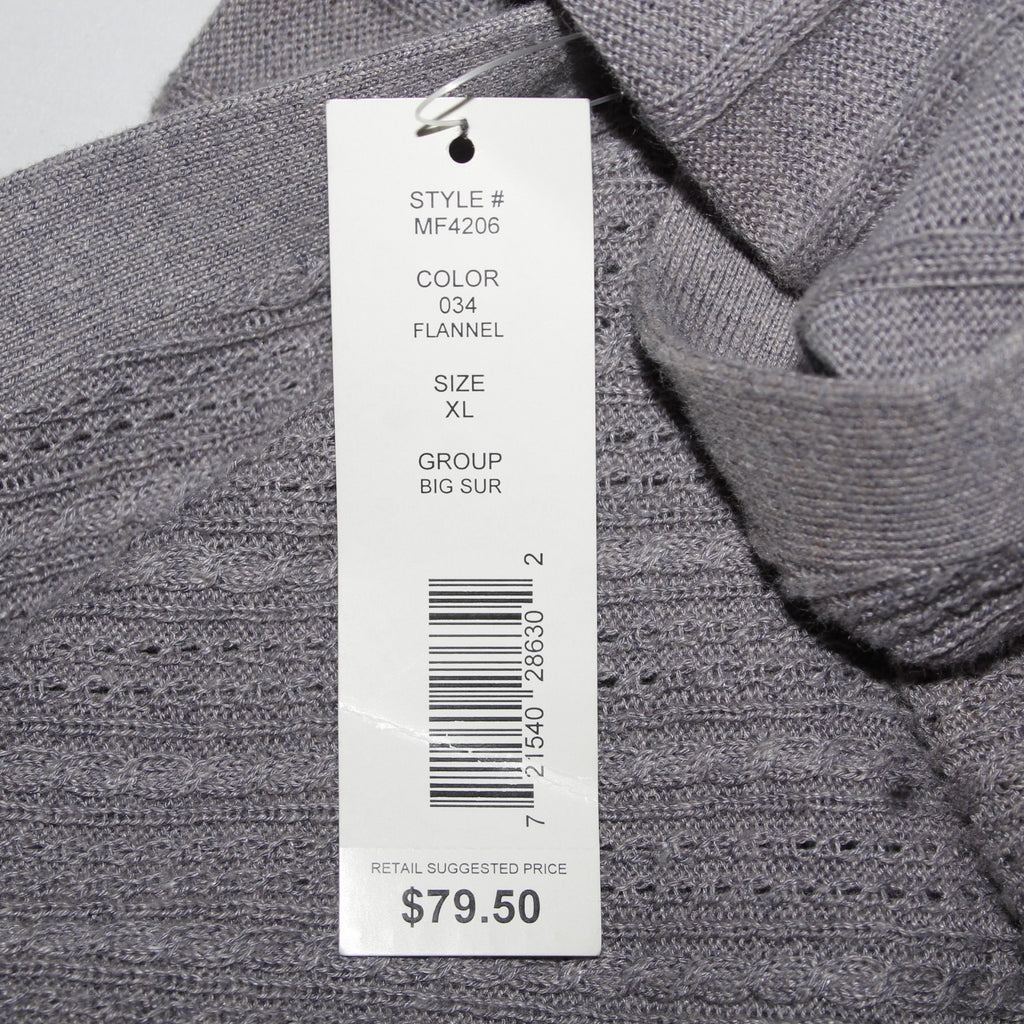 STYLE #
MF4206
COLOR
034
FLANNEL
SIZE
XL
GROUP
BIG SUR
7 21540 28630 2
RETAIL SUGGESTED PRICE
$79.50